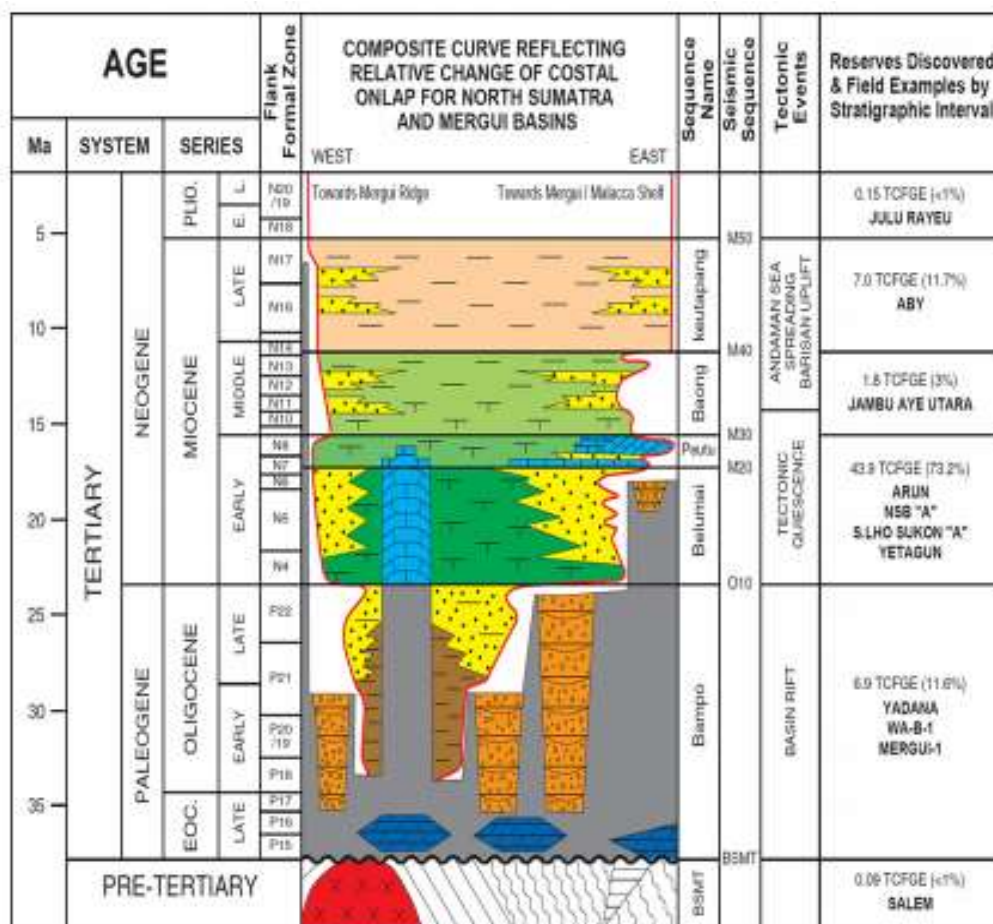 AGE
Flank
Formal Zone
COMPOSITE CURVE REFLECTING
RELATIVE CHANGE OF COSTAL
ONLAP FOR NORTH SUMATRA
AND MERGUI BASINS
WEST
EAST
Sequence
Name
Seismic
Sequence
Tectonic
Events
Reserves Discovered
& Field Examples by
Stratigraphic Interval
Ma
SYSTEM
SERIES
Towards Mergui Ridge
Towards Mergui / Malacca Shelf
5
10
15
20
25
30
35
TERTIARY
NEOGENE
PALEOGENE
PLIO.
MIOCENE
OLIGOCENE
EOC.
L.
E.
LATE
MIDDLE
EARLY
LATE
EARLY
LATE
N20
/19
N18
N17
N16
N14
N13
N12
N11
N10
N8
N7
N6
N5
N4
P22
P21
P20
/19
P18
P17
P16
P15
keutapang
Baong
Peutu
Belumai
Bampo
BSMT
M50
M40
M30
M20
O10
BSMT
ANDAMAN SEA
SPREADING
BARISAN UPLIFT
TECTONIC
QUIESCENCE
BASIN RIFT
0.15 TCFGE (<1%)
JULU RAYEU
7.0 TCFGE (11.7%)
ABY
1.8 TCFGE (3%)
JAMBU AYE UTARA
43.9 TCFGE (73.2%)
ARUN
NSB "A"
S.LHO SUKON "A"
YETAGUN
6.9 TCFGE (11.6%)
YADANA
WA-B-1
MERGUI-1
PRE-TERTIARY
0.09 TCFGE (<1%)
SALEM